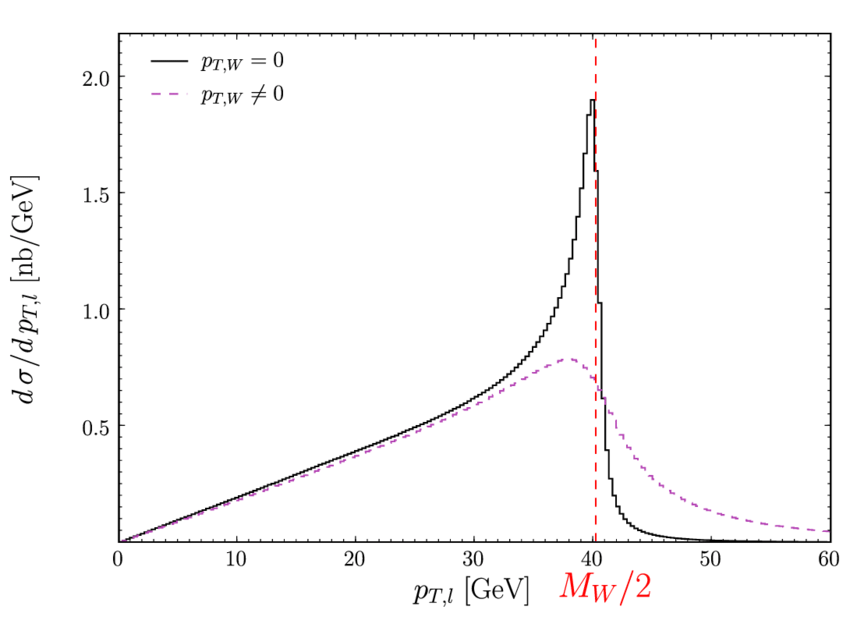 p_{T,W} = 0
p_{T,W} ≠ 0
dσ/dp_{T,l} [nb/GeV]
2.0
1.5
1.0
0.5
0 10 20 30 40 50 60
p_{T,l} [GeV] M_W/2